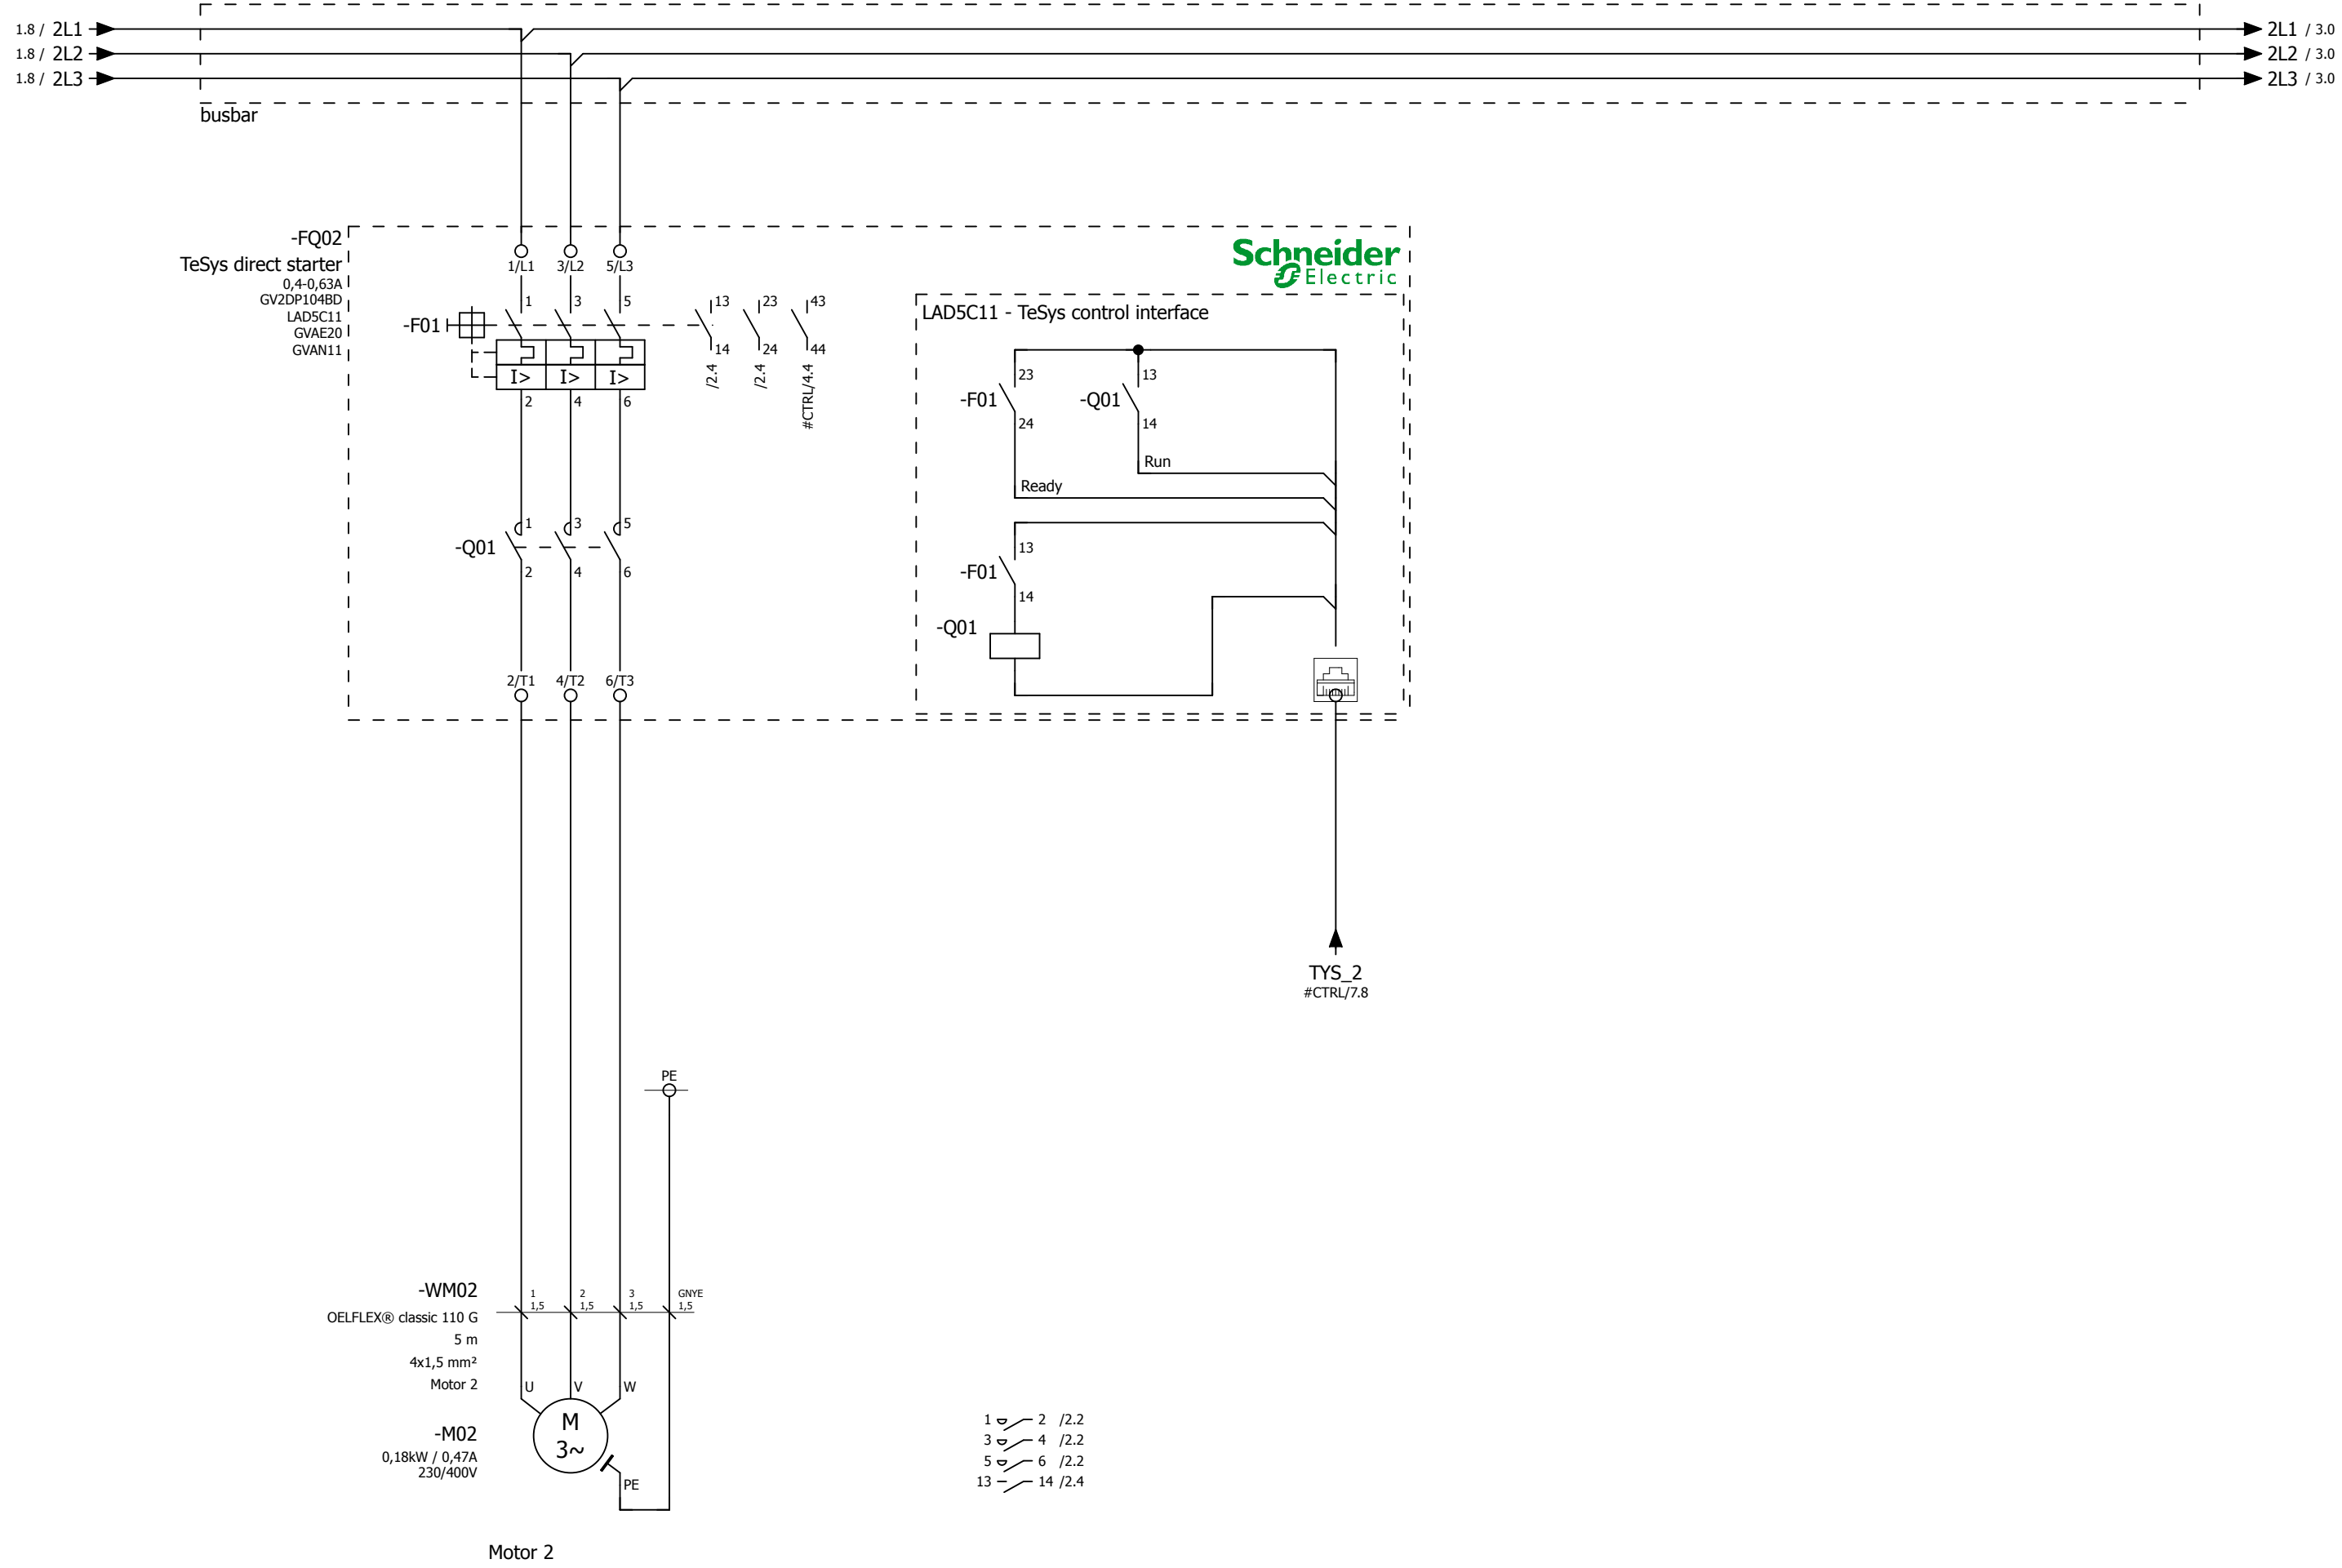 1.8 / 2L1
2L1 / 3.0
1.8 / 2L2
2L2 / 3.0
1.8 / 2L3
2L3 / 3.0
busbar
-FQ02
TeSys direct starter
0,4-0,63A
GV2DP104BD
LAD5C11
GVAE20
GVAN11
1/L1 3/L2 5/L3
-F01
1 3 5
13 23 43
14 24 44
I> I> I>
2 4 6
/2.4
/2.4
#CTRL/4.4
-Q01
1 3 5
2 4 6
2/T1 4/T2 6/T3
Schneider
Electric
LAD5C11 - TeSys control interface
23
-F01
24
13
-Q01
14
Run
Ready
13
-F01
14
-Q01
TYS_2
#CTRL/7.8
PE
-WM02
OELFLEX® classic 110 G
5 m
4x1,5 mm²
Motor 2
1 2 3 GNYE
1,5 1,5 1,5 1,5
U V W
M
3~
PE
-M02
0,18kW / 0,47A
230/400V
1 2 /2.2
3 4 /2.2
5 6 /2.2
13 14 /2.4
Motor 2